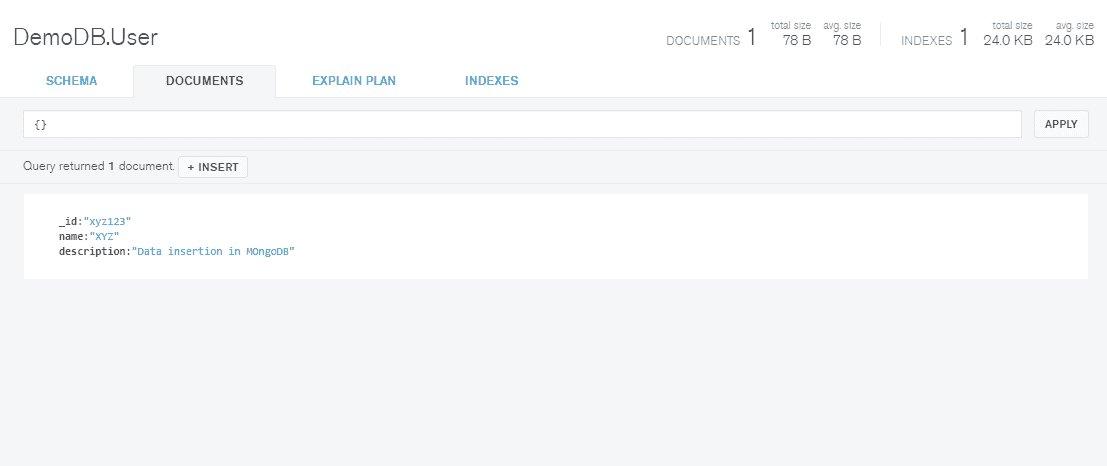 DemoDB.User
DOCUMENTS 1 total size 78 B avg. size 78 B INDEXES 1 total size 24.0 KB avg. size 24.0 KB
SCHEMA DOCUMENTS EXPLAIN PLAN INDEXES
{} APPLY
Query returned 1 document. + INSERT
_id:"xyz123"
name:"XYZ"
description:"Data insertion in MOngoDB"